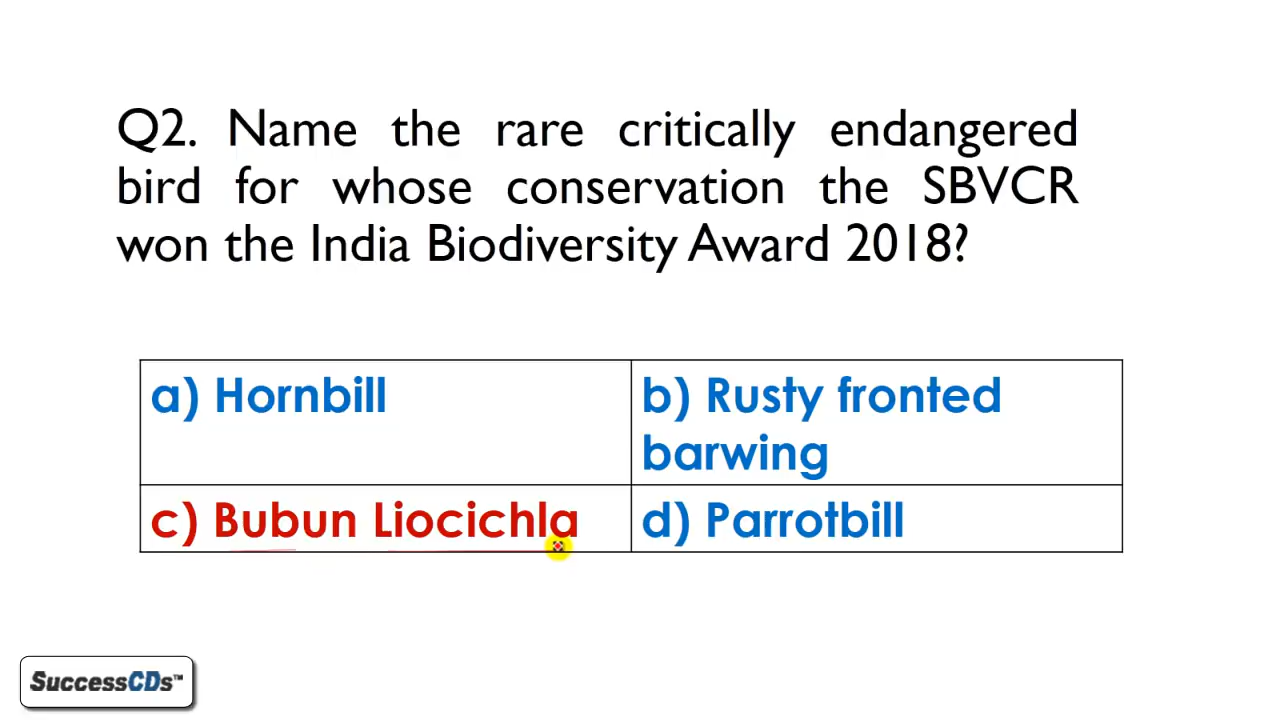 Q2. Name the rare critically endangered
bird for whose conservation the SBVCR
won the India Biodiversity Award 2018?
a) Hornbill
b) Rusty fronted
barwing
c) Bubun Liocichla
d) Parrotbill
SuccessCDs™